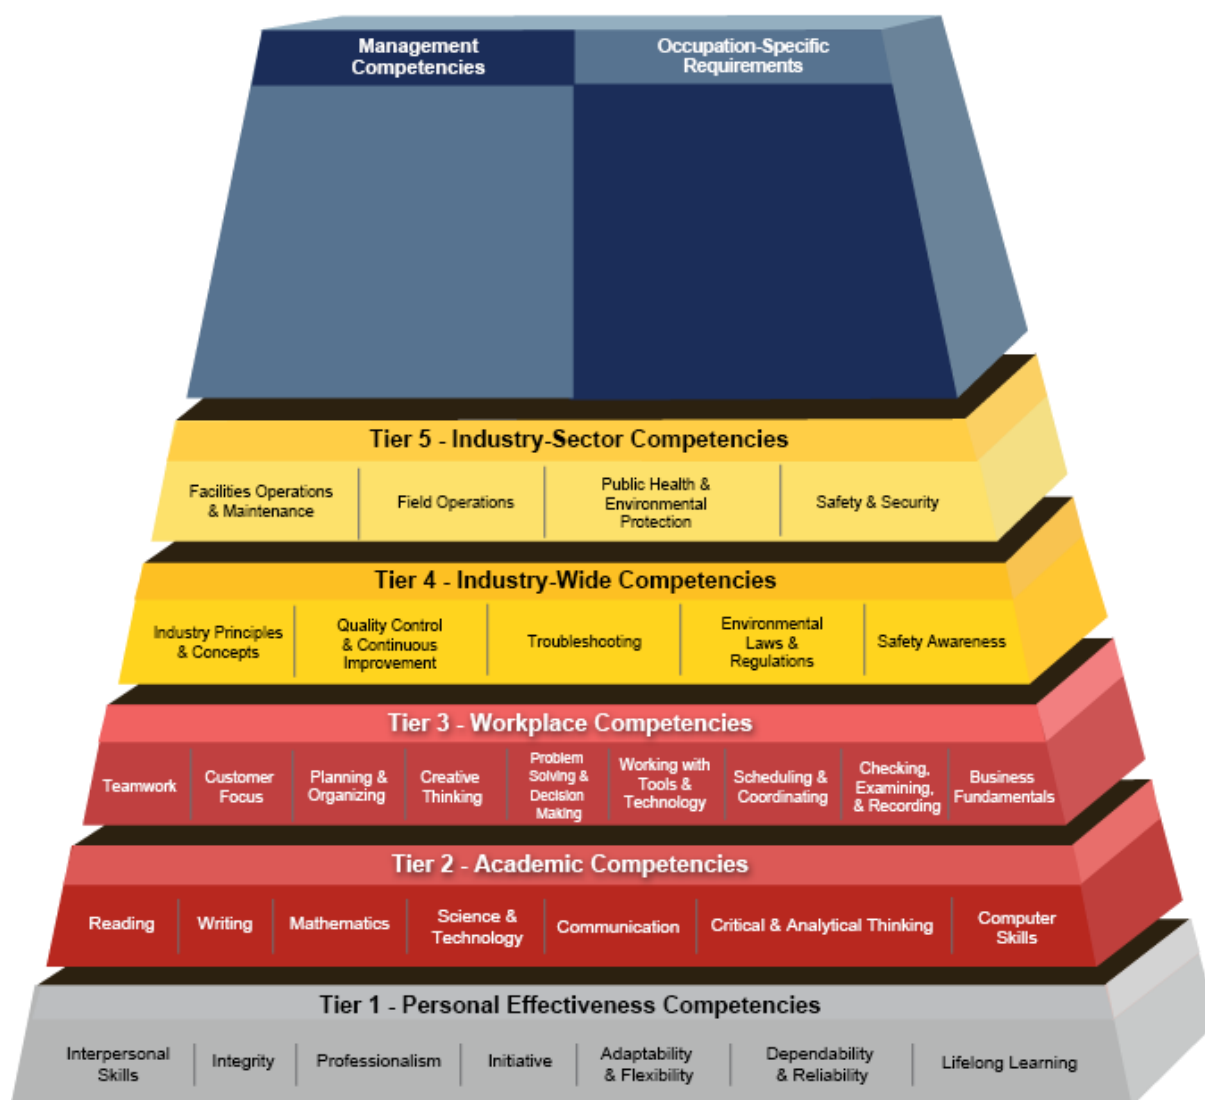 Management
Competencies
Occupation-Specific
Requirements
Tier 5 - Industry-Sector Competencies
Facilities Operations
& Maintenance
Field Operations
Public Health &
Environmental
Protection
Safety & Security
Tier 4 - Industry-Wide Competencies
Industry Principles
& Concepts
Quality Control
& Continuous
Improvement
Troubleshooting
Environmental
Laws &
Regulations
Safety Awareness
Tier 3 - Workplace Competencies
Teamwork
Customer
Focus
Planning &
Organizing
Creative
Thinking
Problem
Solving &
Decision
Making
Working with
Tools &
Technology
Scheduling &
Coordinating
Checking,
Examining,
& Recording
Business
Fundamentals
Tier 2 - Academic Competencies
Reading
Writing
Mathematics
Science &
Technology
Communication
Critical & Analytical Thinking
Computer
Skills
Tier 1 - Personal Effectiveness Competencies
Interpersonal
Skills
Integrity
Professionalism
Initiative
Adaptability
& Flexibility
Dependability
& Reliability
Lifelong Learning